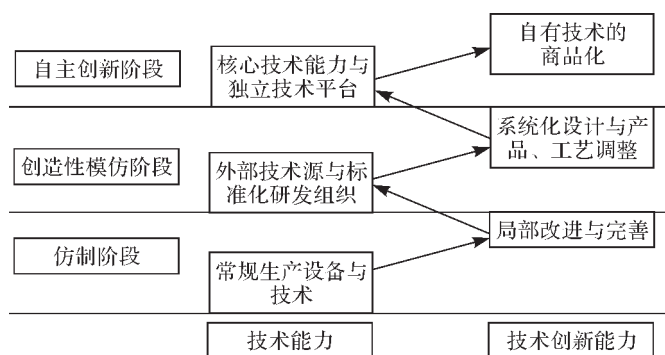 自主创新阶段
核心技术能力与
独立技术平台
自有技术的
商品化
创造性模仿阶段
外部技术源与标
准化研发组织
系统化设计与产
品、工艺调整
仿制阶段
常规生产设备与
技术
局部改进与完善
技术能力
技术创新能力